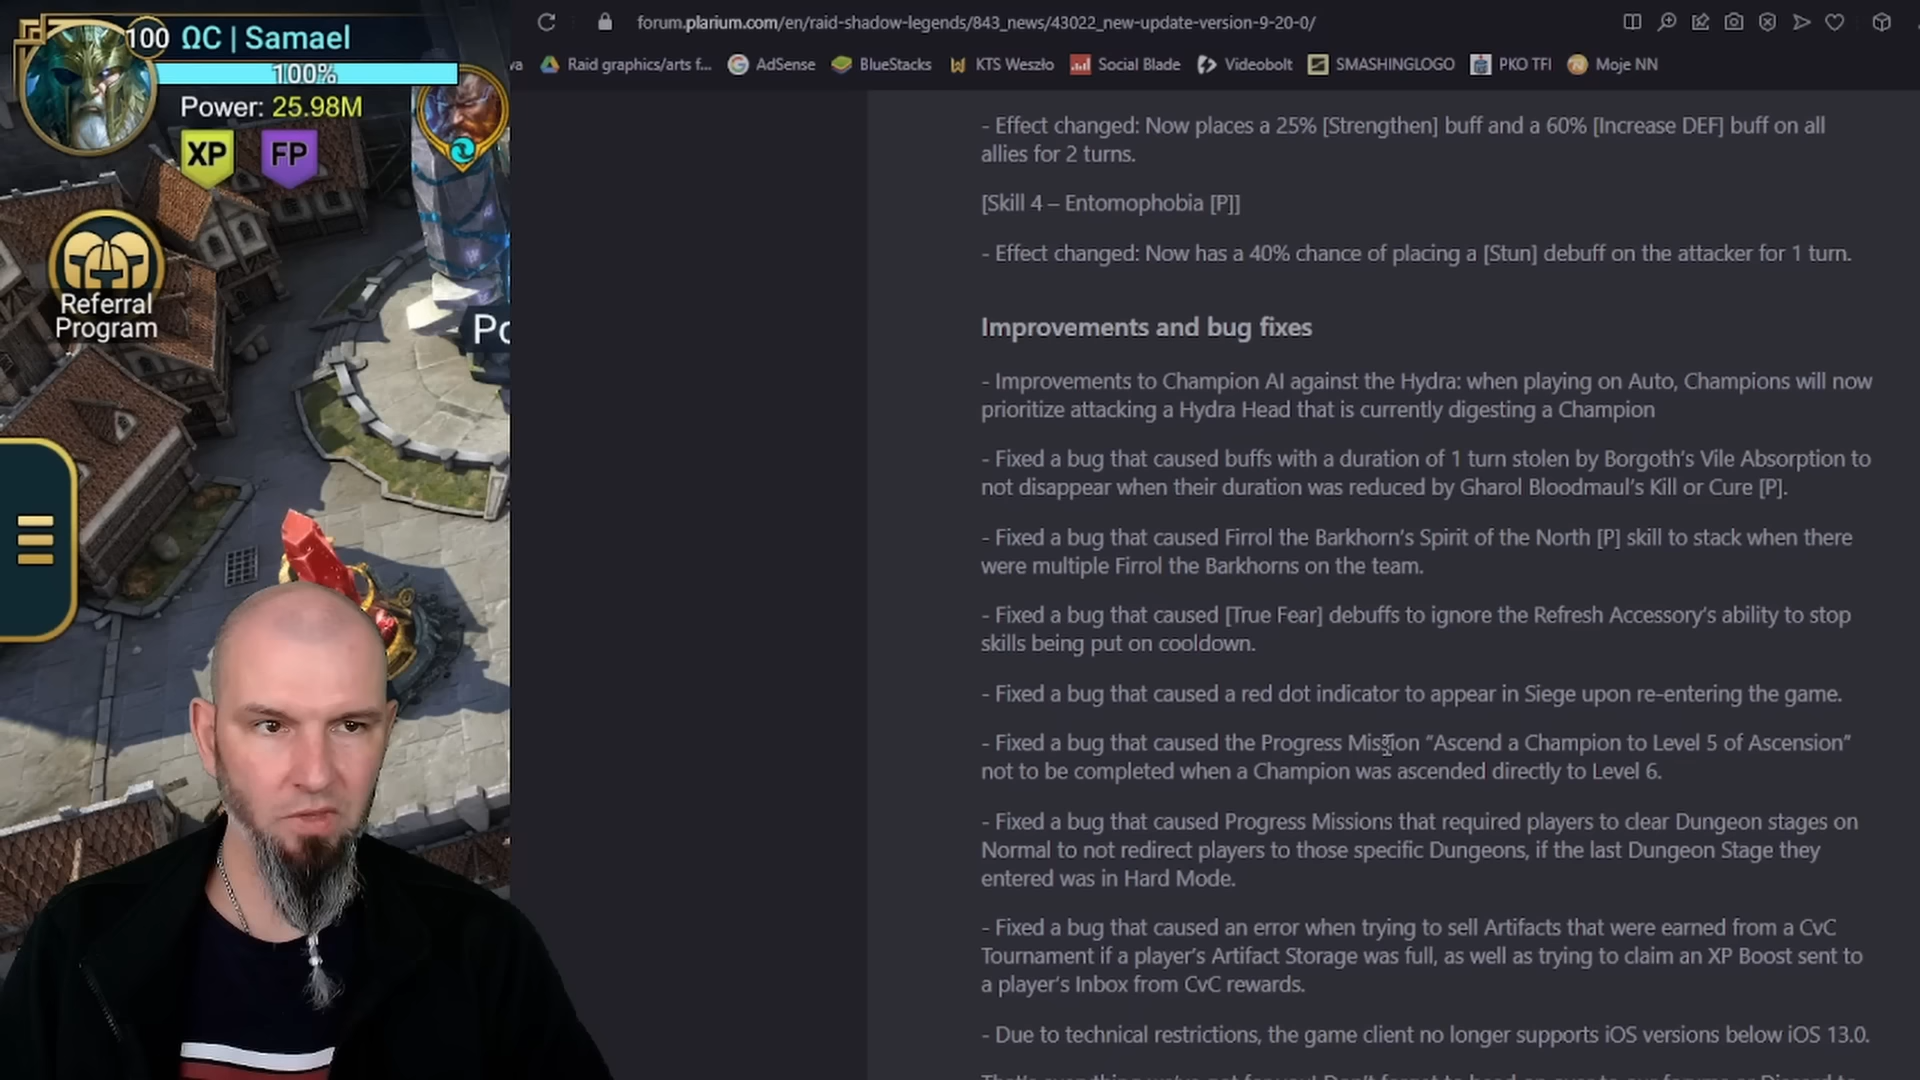 100 ΩC | Samael
100%
Power: 25.98M
XP FP
Referral
Program
forum.plarium.com/en/raid-shadow-legends/843_news/43022_new-update-version-9-20-0/
va Raid graphics/arts f... AdSense BlueStacks KTS Weszło Social Blade Videobolt SMASHINGLOGO PKO TFI Moje NN
- Effect changed: Now places a 25% [Strengthen] buff and a 60% [Increase DEF] buff on all
allies for 2 turns.
[Skill 4 – Entomophobia [P]]
- Effect changed: Now has a 40% chance of placing a [Stun] debuff on the attacker for 1 turn.
Improvements and bug fixes
- Improvements to Champion AI against the Hydra: when playing on Auto, Champions will now
prioritize attacking a Hydra Head that is currently digesting a Champion
- Fixed a bug that caused buffs with a duration of 1 turn stolen by Borgoth’s Vile Absorption to
not disappear when their duration was reduced by Gharol Bloodmaul’s Kill or Cure [P].
- Fixed a bug that caused Firrol the Barkhorn’s Spirit of the North [P] skill to stack when there
were multiple Firrol the Barkhorns on the team.
- Fixed a bug that caused [True Fear] debuffs to ignore the Refresh Accessory’s ability to stop
skills being put on cooldown.
- Fixed a bug that caused a red dot indicator to appear in Siege upon re-entering the game.
- Fixed a bug that caused the Progress Mission “Ascend a Champion to Level 5 of Ascension”
not to be completed when a Champion was ascended directly to Level 6.
- Fixed a bug that caused Progress Missions that required players to clear Dungeon stages on
Normal to not redirect players to those specific Dungeons, if the last Dungeon Stage they
entered was in Hard Mode.
- Fixed a bug that caused an error when trying to sell Artifacts that were earned from a CvC
Tournament if a player’s Artifact Storage was full, as well as trying to claim an XP Boost sent to
a player’s Inbox from CvC rewards.
- Due to technical restrictions, the game client no longer supports iOS versions below iOS 13.0.
Po